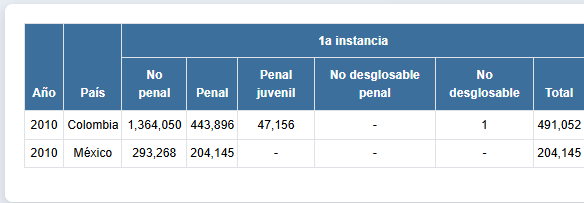 1a instancia
Año País No penal Penal Penal juvenil No desglosable penal No desglosable Total
2010 Colombia 1,364,050 443,896 47,156 - - 1 491,052
2010 México 293,268 204,145 - - - 204,145